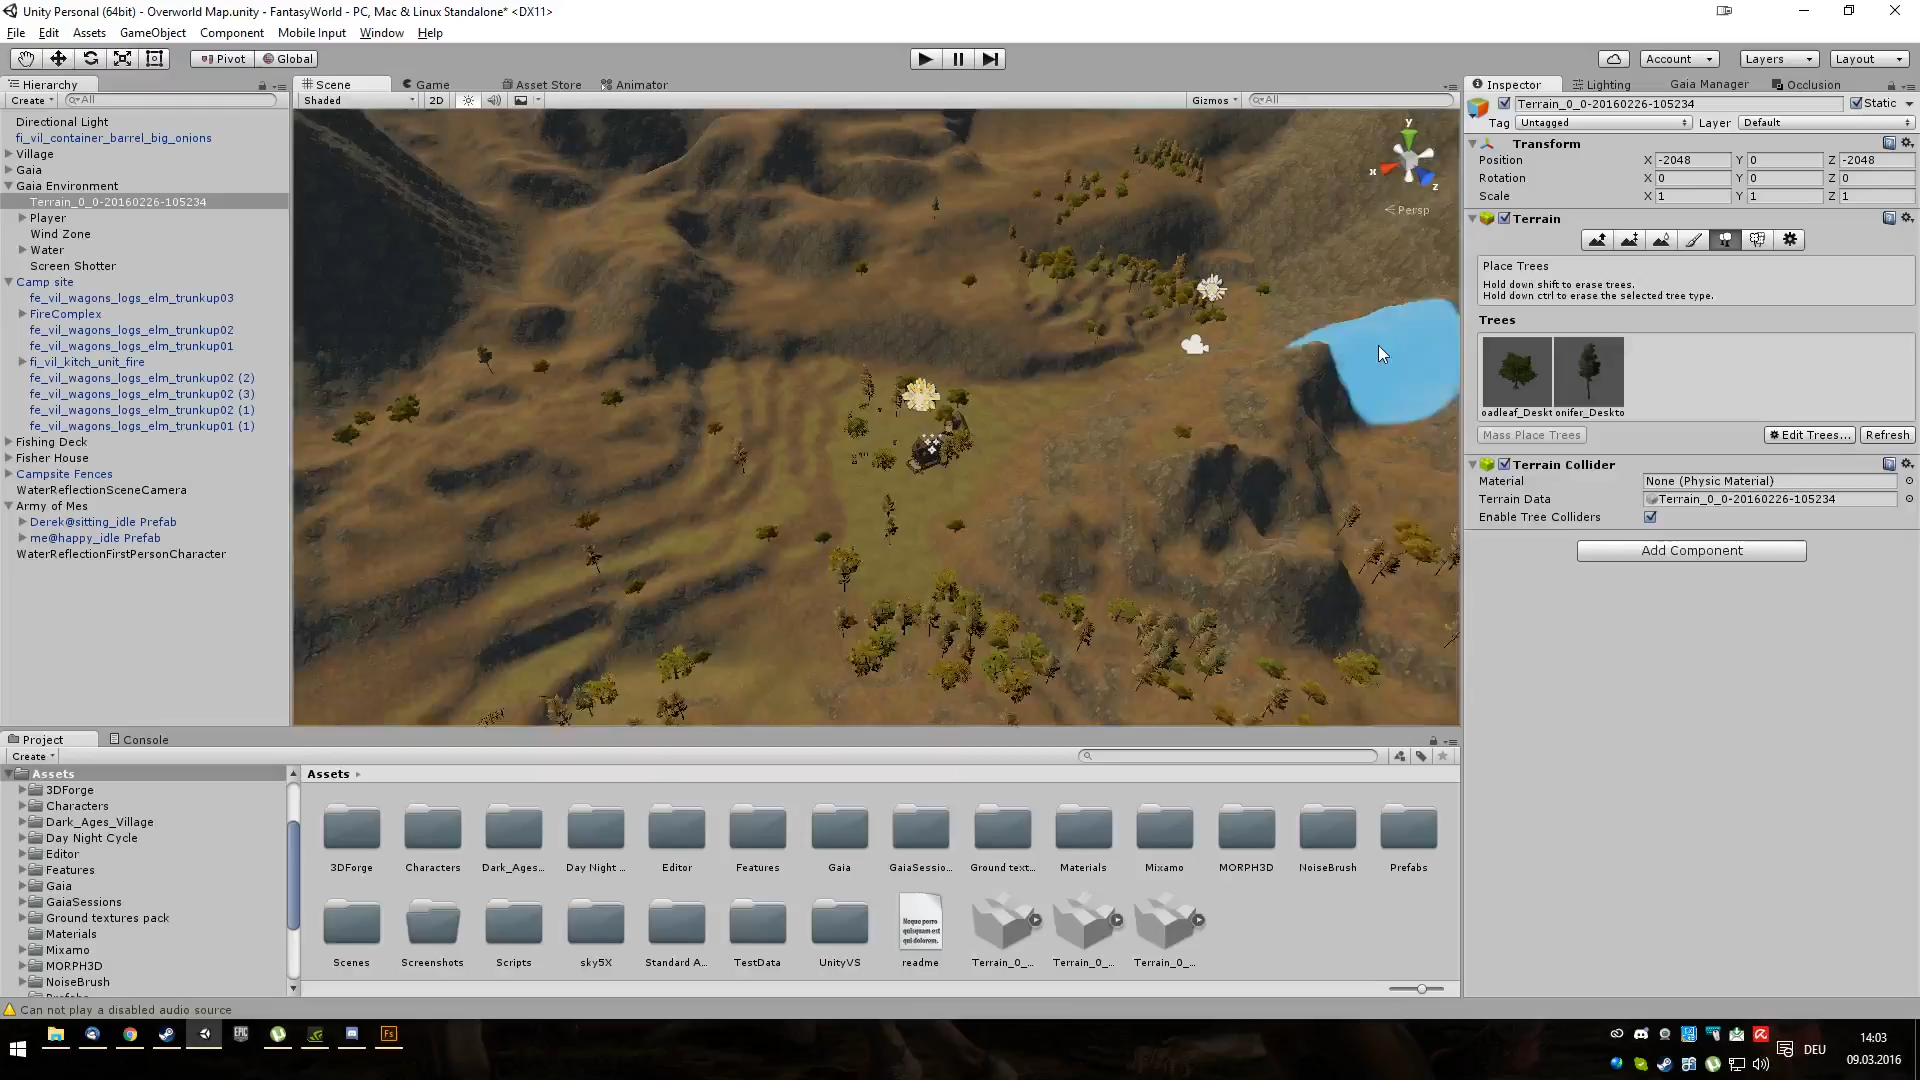 Unity Personal (64bit) - Overworld Map.unity - FantasyWorld - PC, Mac & Linux Standalone* <DX11>
File Edit Assets GameObject Component Mobile Input Window Help
Pivot Global Account Layers Layout
Hierarchy
Create All
Directional Light
fi_vil_container_barrel_big_onions
Village
Gaia
Gaia Environment
Terrain_0_0-20160226-105234
Player
Wind Zone
Water
Screen Shotter
Camp site
fe_vil_wagons_logs_elm_trunkup03
FireComplex
fe_vil_wagons_logs_elm_trunkup02
fe_vil_wagons_logs_elm_trunkup01
fi_vil_kitch_unit_fire
fe_vil_wagons_logs_elm_trunkup02 (2)
fe_vil_wagons_logs_elm_trunkup02 (3)
fe_vil_wagons_logs_elm_trunkup02 (1)
fe_vil_wagons_logs_elm_trunkup01 (1)
Fishing Deck
Fisher House
Campsite Fences
WaterReflectionSceneCamera
Army of Mes
Derek@sitting_idle Prefab
me@happy_idle Prefab
WaterReflectionFirstPersonCharacter
Scene Game Asset Store Animator
Shaded 2D Gizmos All
y
x
z
Persp
Inspector Lighting Gaia Manager Occlusion
Terrain_0_0-20160226-105234 Static
Tag Untagged Layer Default
Transform
Position X -2048 Y 0 Z -2048
Rotation X 0 Y 0 Z 0
Scale X 1 Y 1 Z 1
Terrain
Place Trees
Hold down shift to erase trees.
Hold down ctrl to erase the selected tree type.
Trees
oadleaf_Deskt onifer_Deskto
Mass Place Trees Edit Trees... Refresh
Terrain Collider
Material None (Physic Material)
Terrain Data Terrain_0_0-20160226-105234
Enable Tree Colliders
Add Component
Project Console
Create
Assets
3DForge
Characters
Dark_Ages_Village
Day Night Cycle
Editor
Features
Gaia
GaiaSessions
Ground textures pack
Materials
Mixamo
MORPH3D
NoiseBrush
Assets
3DForge Characters Dark_Ages... Day Night ... Editor Features Gaia GaiaSessio... Ground text... Materials Mixamo MORPH3D NoiseBrush Prefabs
Neque porro quisquam est qui dolorem.
Scenes Screenshots Scripts sky5X Standard A... TestData UnityVS readme Terrain_0_... Terrain_0_... Terrain_0_...
Can not play a disabled audio source
EPIC
Fs
DEU
14:03
09.03.2016